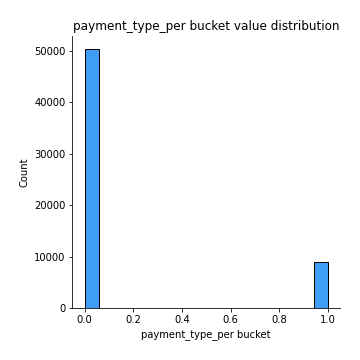 payment_type_per bucket value distribution
50000
40000
30000
20000
10000
0
Count
0.0 0.2 0.4 0.6 0.8 1.0
payment_type_per bucket